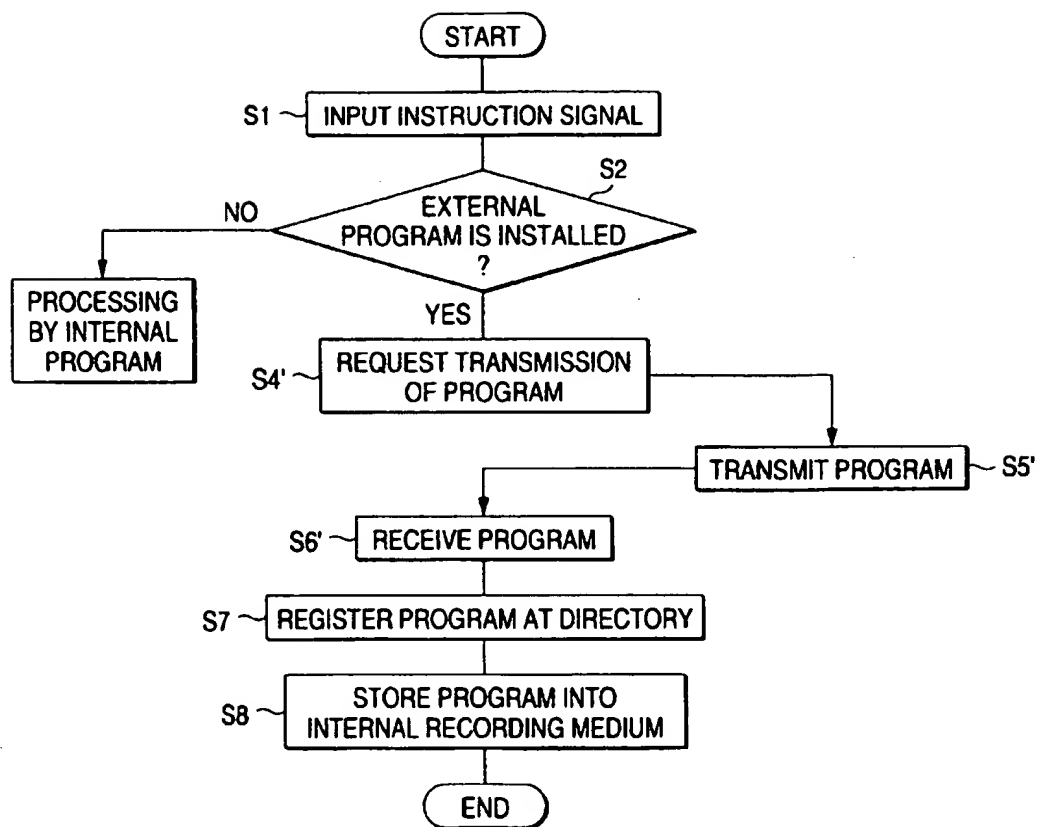 START
S1
INPUT INSTRUCTION SIGNAL
S2
EXTERNAL
PROGRAM IS INSTALLED
?
NO
PROCESSING
BY INTERNAL
PROGRAM
YES
S4'
REQUEST TRANSMISSION
OF PROGRAM
TRANSMIT PROGRAM
S5'
S6'
RECEIVE PROGRAM
S7
REGISTER PROGRAM AT DIRECTORY
S8
STORE PROGRAM INTO
INTERNAL RECORDING MEDIUM
END